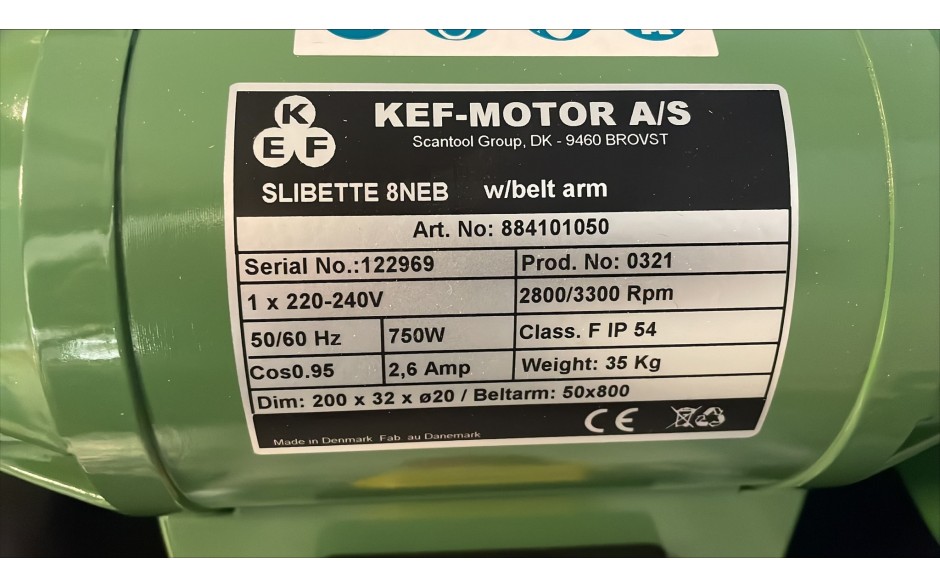 K
E F
KEF-MOTOR A/S
Scantool Group, DK - 9460 BROVST
SLIBETTE 8NEB w/belt arm
Art. No: 884101050
Serial No.:122969 Prod. No: 0321
1 x 220-240V 2800/3300 Rpm
50/60 Hz 750W Class. F IP 54
Cos0.95 2,6 Amp Weight: 35 Kg
Dim: 200 x 32 x ø20 / Beltarm: 50x800
CE
Made in Denmark Fab au Danemark